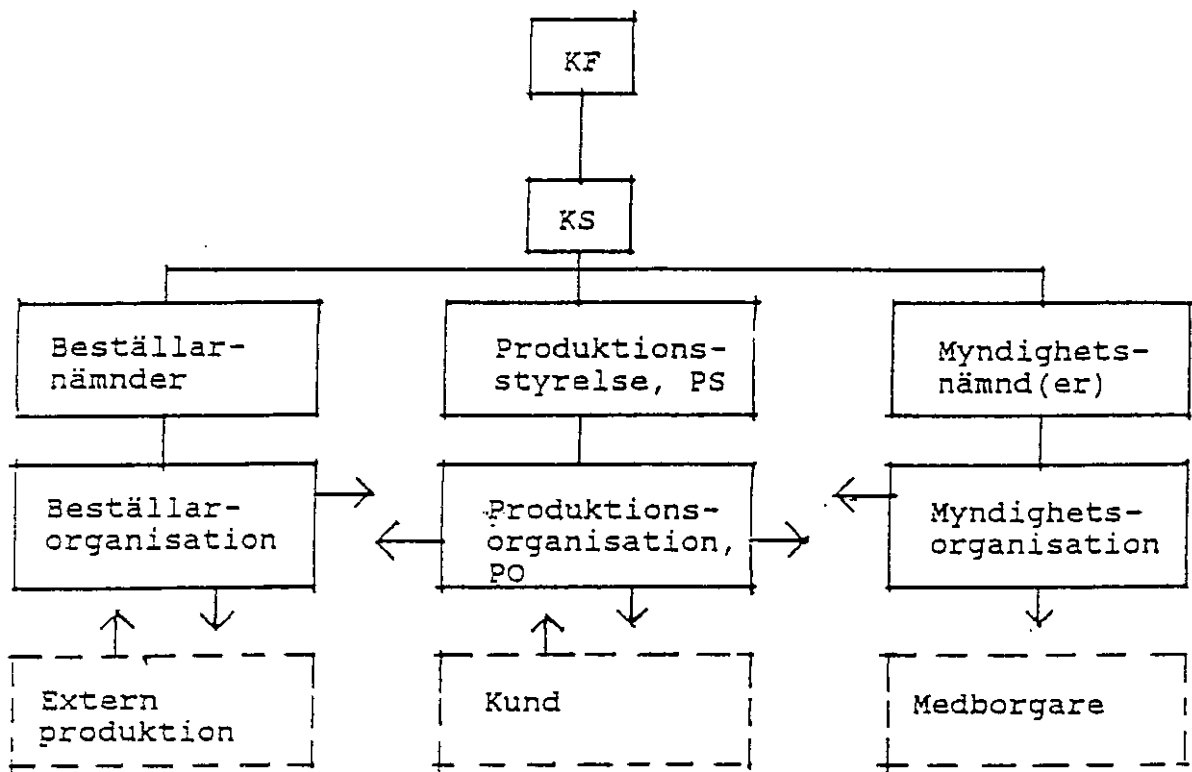 KF
KS
Beställar-
nämnder
Produktions-
styrelse, PS
Myndighets-
nämnd(er)
Beställar-
organisation
Produktions-
organisation,
PO
Myndighets-
organisation
Extern
produktion
Kund
Medborgare